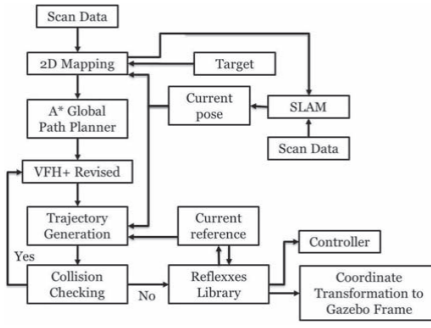 Scan Data
2D Mapping
Target
A* Global
Path Planner
Current
pose
SLAM
Scan Data
VFH+ Revised
Trajectory
Generation
Current
reference
Yes
Collision
Checking
No
Reflexxes
Library
Controller
Coordinate
Transformation to
Gazebo Frame